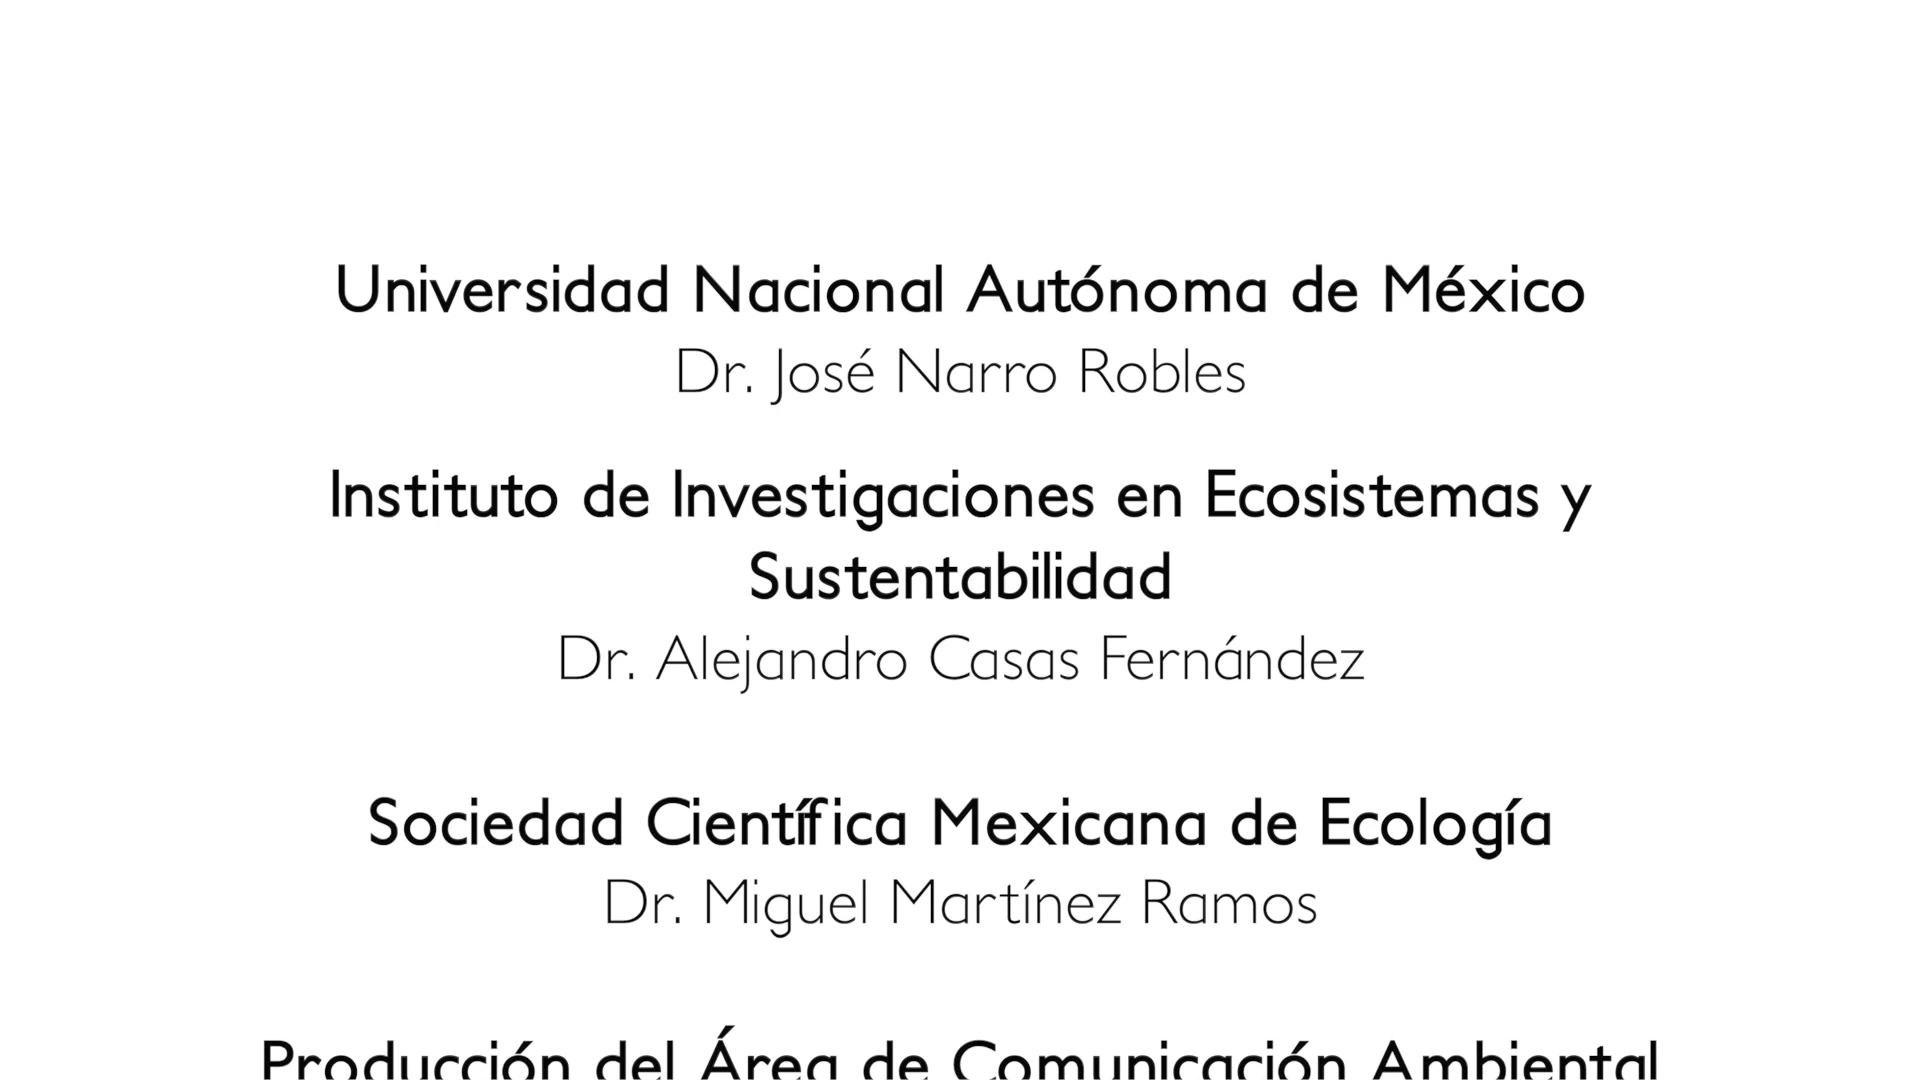 Universidad Nacional Autónoma de México
Dr. José Narro Robles
Instituto de Investigaciones en Ecosistemas y
Sustentabilidad
Dr. Alejandro Casas Fernández
Sociedad Científica Mexicana de Ecología
Dr. Miguel Martínez Ramos
Producción del Área de Comunicación Ambiental